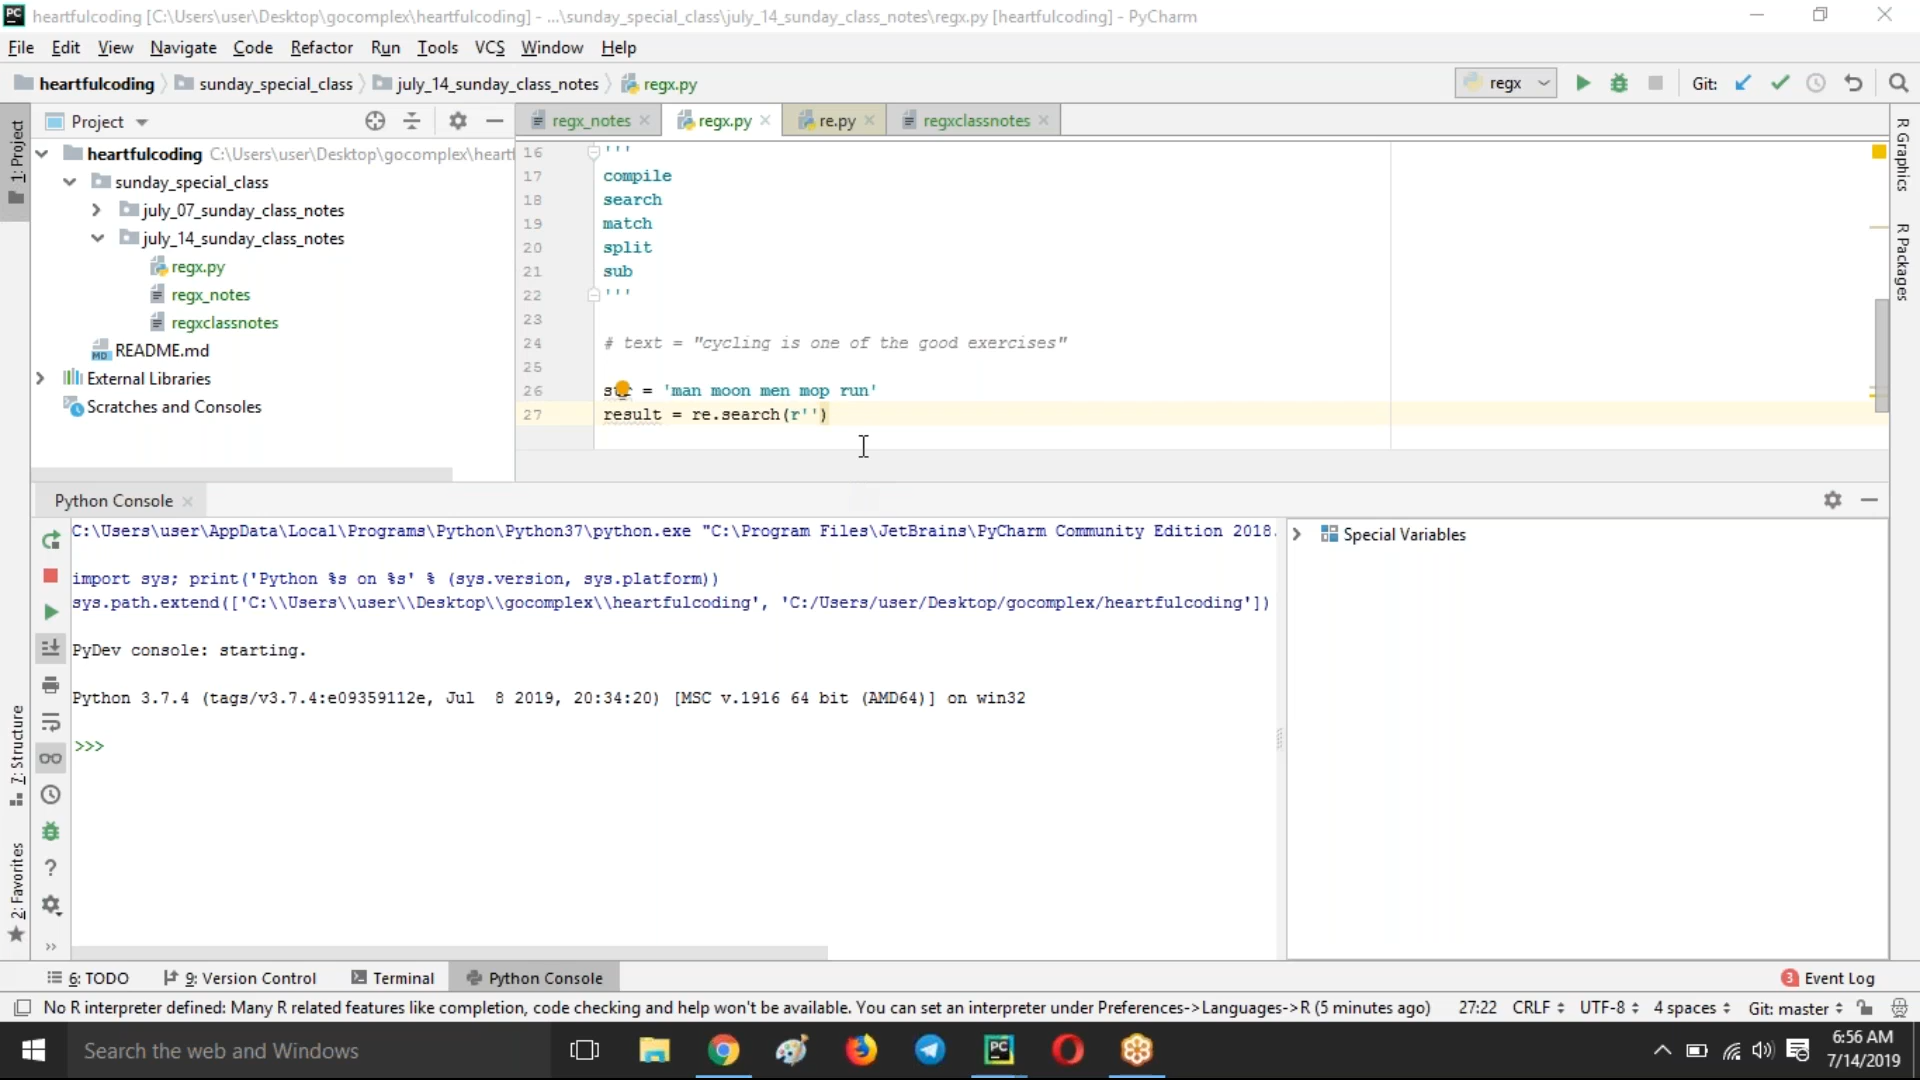 PC heartfulcoding [C:\Users\user\Desktop\gocomplex\heartfulcoding] - ...\sunday_special_class\july_14_sunday_class_notes\regx.py [heartfulcoding] - PyCharm
File Edit View Navigate Code Refactor Run Tools VCS Window Help
heartfulcoding sunday_special_class july_14_sunday_class_notes regx.py regx Git:
1: Project
Project
regx_notes regx.py re.py regxclassnotes
heartfulcoding C:\Users\user\Desktop\gocomplex\heartf
sunday_special_class
july_07_sunday_class_notes
july_14_sunday_class_notes
regx.py
regx_notes
regxclassnotes
README.md
External Libraries
Scratches and Consoles
16 '''
17 compile
18 search
19 match
20 split
21 sub
22 '''
23
24 # text = "cycling is one of the good exercises"
25
26 str = 'man moon men mop run'
27 result = re.search(r'')
R Graphics
R Packages
Python Console
C:\Users\user\AppData\Local\Programs\Python\Python37\python.exe "C:\Program Files\JetBrains\PyCharm Community Edition 2018.
import sys; print('Python %s on %s' % (sys.version, sys.platform))
sys.path.extend(['C:\\Users\\user\\Desktop\\gocomplex\\heartfulcoding', 'C:/Users/user/Desktop/gocomplex/heartfulcoding'])
PyDev console: starting.
Python 3.7.4 (tags/v3.7.4:e09359112e, Jul  8 2019, 20:34:20) [MSC v.1916 64 bit (AMD64)] on win32
>>>
Special Variables
7: Structure
2: Favorites
6: TODO 9: Version Control Terminal Python Console 3 Event Log
No R interpreter defined: Many R related features like completion, code checking and help won't be available. You can set an interpreter under Preferences->Languages->R (5 minutes ago) 27:22 CRLF UTF-8 4 spaces Git: master
Search the web and Windows
PC
6:56 AM
7/14/2019